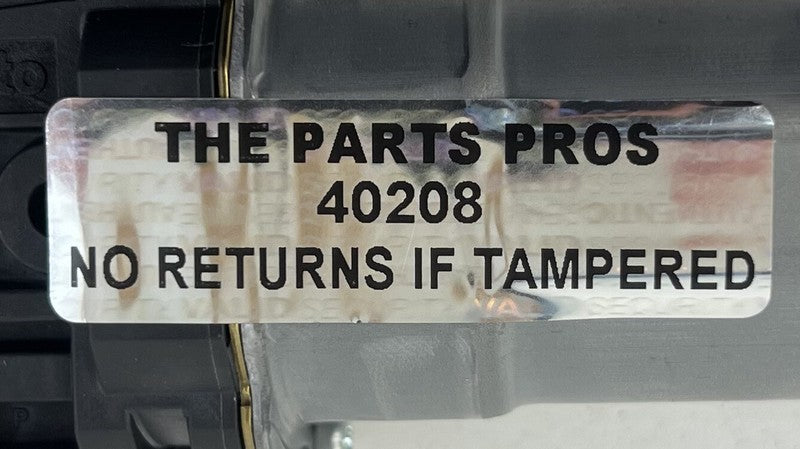 THE PARTS PROS
40208
NO RETURNS IF TAMPERED